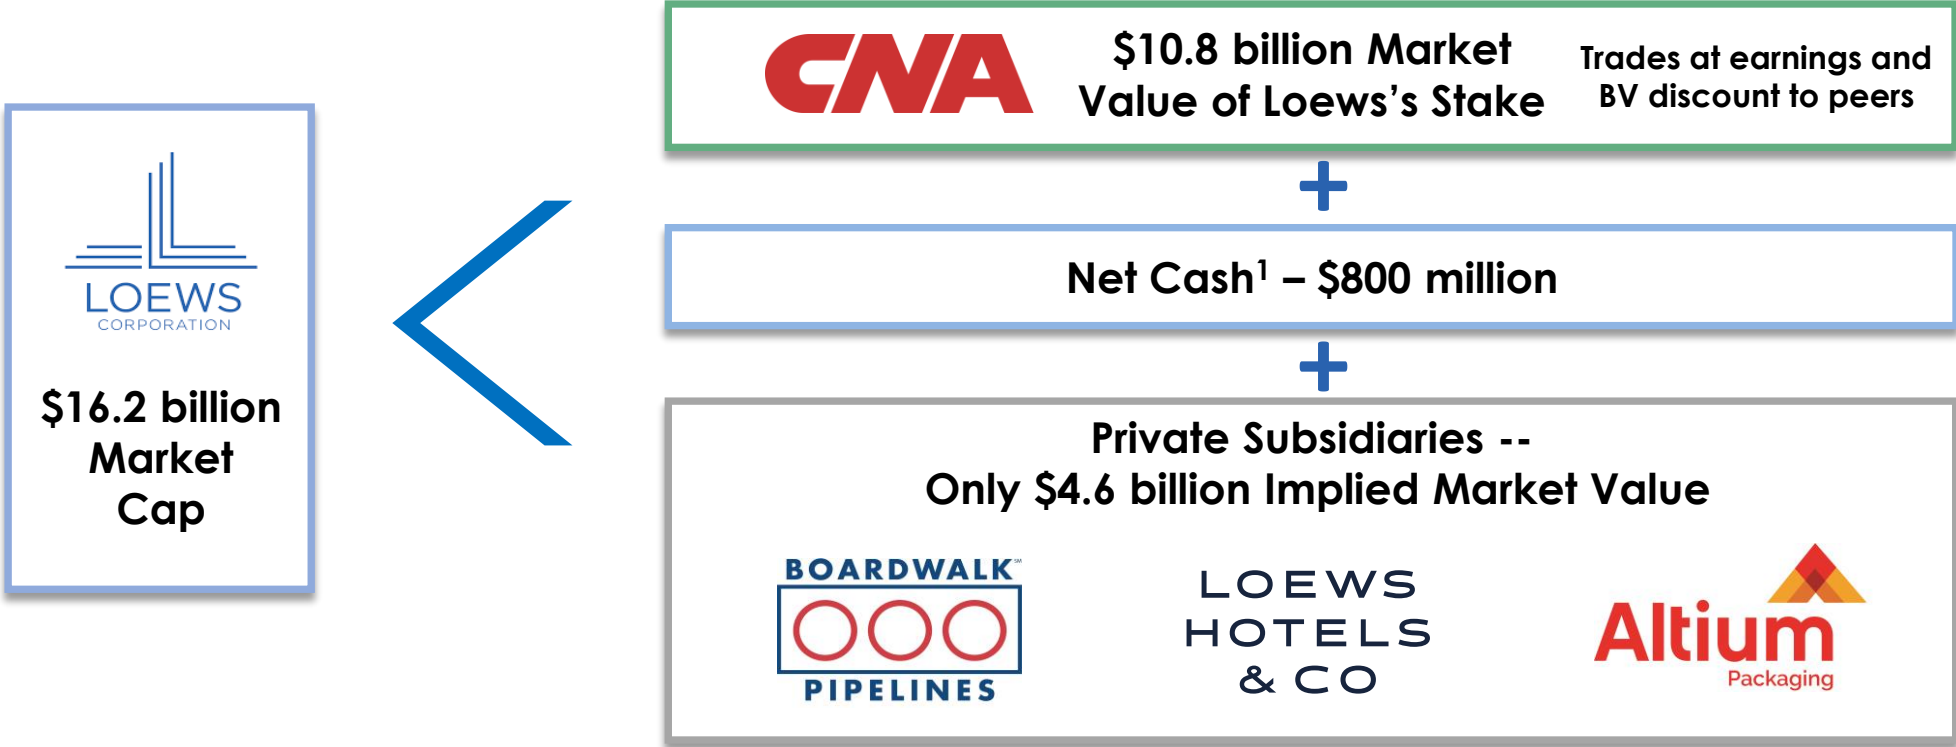 LOEWS
CORPORATION
$16.2 billion
Market
Cap
CNA
$10.8 billion Market
Value of Loews’s Stake
Trades at earnings and
BV discount to peers
+
Net Cash¹ – $800 million
+
Private Subsidiaries --
Only $4.6 billion Implied Market Value
BOARDWALK℠
PIPELINES
LOEWS
HOTELS
& CO
Altium
Packaging